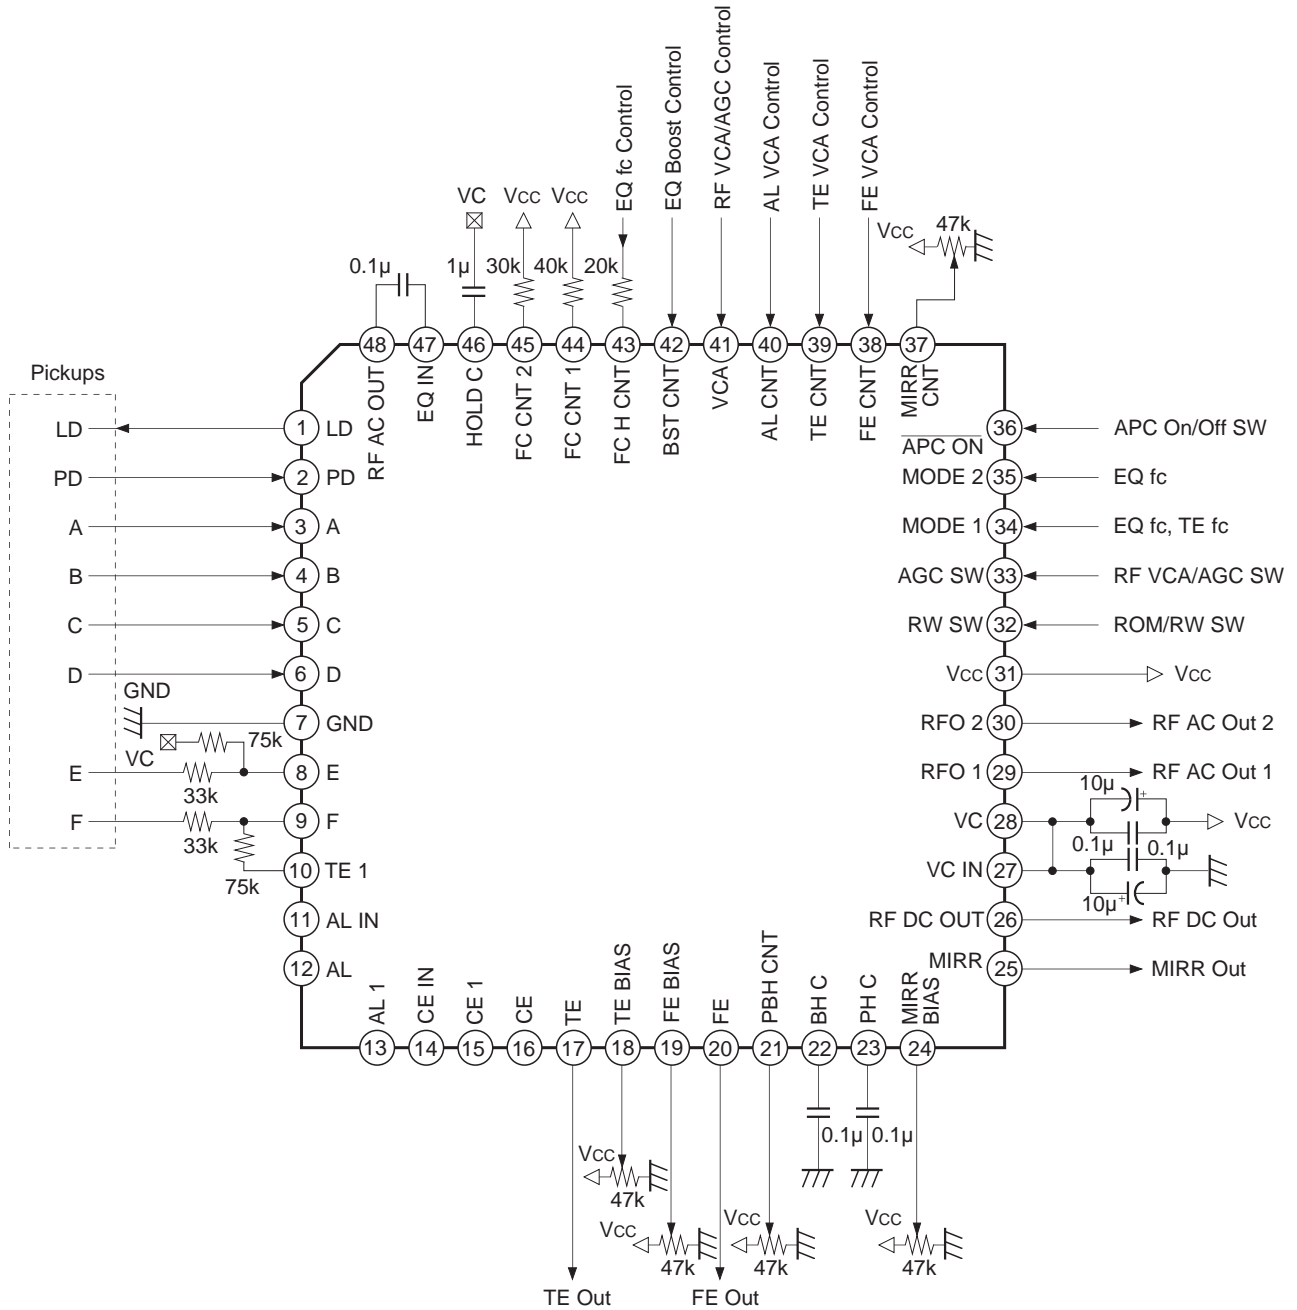 EQ fc Control
EQ Boost Control
RF VCA/AGC Control
AL VCA Control
TE VCA Control
FE VCA Control
VC
Vcc
Vcc
Vcc
47k
0.1µ
1µ
30k
40k
20k
48
47
46
45
44
43
42
41
40
39
38
37
RF AC OUT
EQ IN
HOLD C
FC CNT 2
FC CNT 1
FC H CNT
BST CNT
VCA
AL CNT
TE CNT
FE CNT
MIRR
CNT
Pickups
LD
1
LD
PD
2
PD
A
3
A
B
4
B
C
5
C
D
6
D
GND
7
GND
VC
75k
E
33k
8
E
F
33k
9
F
75k
10
TE 1
11
AL IN
12
AL
APC ON
36
APC On/Off SW
MODE 2
35
EQ fc
MODE 1
34
EQ fc, TE fc
AGC SW
33
RF VCA/AGC SW
RW SW
32
ROM/RW SW
Vcc
31
Vcc
RFO 2
30
RF AC Out 2
RFO 1
29
RF AC Out 1
10µ
+
VC
28
Vcc
0.1µ
0.1µ
VC IN
27
10µ
+
RF DC OUT
26
RF DC Out
MIRR
25
MIRR Out
AL 1
CE IN
CE 1
CE
TE
TE BIAS
FE BIAS
FE
PBH CNT
BH C
PH C
MIRR
BIAS
13
14
15
16
17
18
19
20
21
22
23
24
0.1µ
0.1µ
Vcc
47k
Vcc
47k
Vcc
47k
Vcc
47k
TE Out
FE Out